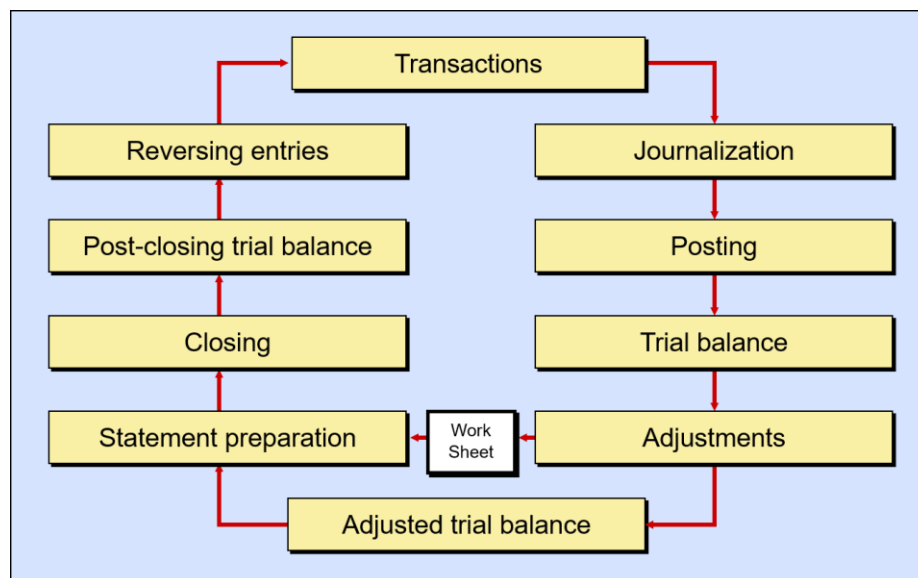 Transactions
Reversing entries
Journalization
Post-closing trial balance
Posting
Closing
Trial balance
Statement preparation
Work
Sheet
Adjustments
Adjusted trial balance